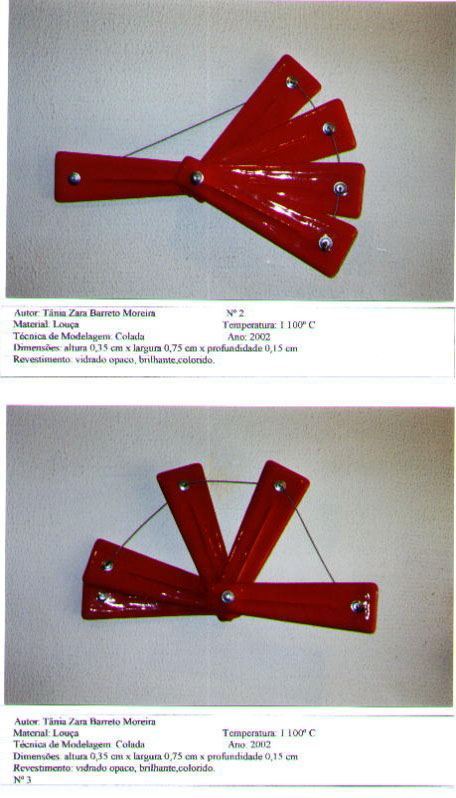 Autor: Tânia Zara Barreto Moreira Nº 2
Material: Louça Temperatura: 1 100º C
Técnica de Modelagem: Colada Ano: 2002
Dimensões: altura 0,35 cm x largura 0,75 cm x profundidade 0,15 cm
Revestimento: vidrado opaco, brilhante,colorido.
Autor: Tânia Zara Barreto Moreira
Material: Louça Temperatura: 1 100º C
Técnica de Modelagem: Colada Ano: 2002
Dimensões: altura 0,35 cm x largura 0,75 cm x profundidade 0,15 cm
Revestimento: vidrado opaco, brilhante,colorido.
Nº 3